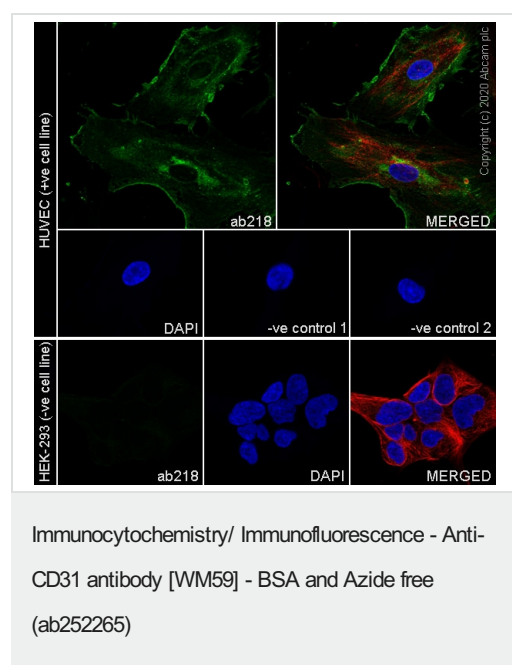 HUVEC (+ve cell line)
ab218
MERGED
Copyright (c) 2020 Abcam plc
DAPI
-ve control 1
-ve control 2
HEK-293 (-ve cell line)
ab218
DAPI
MERGED
Immunocytochemistry/ Immunofluorescence - Anti-
CD31 antibody [WM59] - BSA and Azide free
(ab252265)